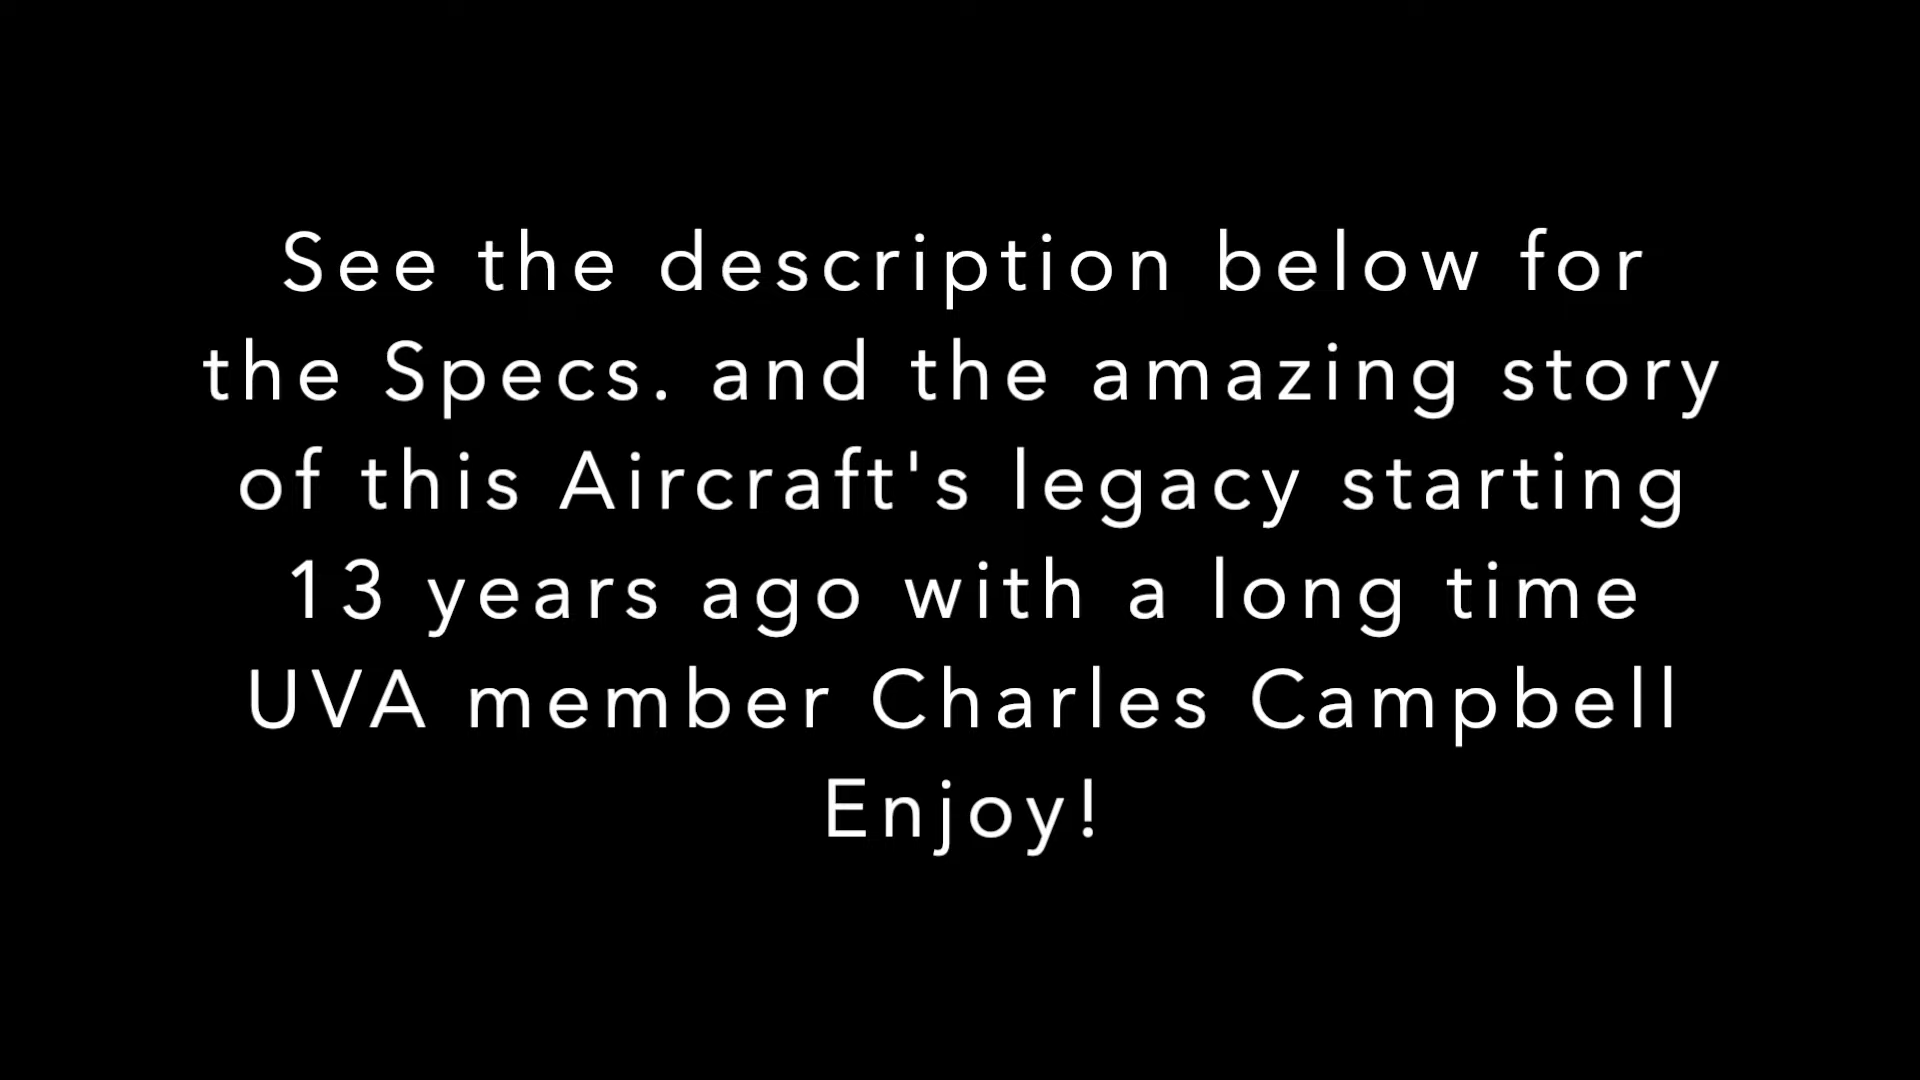 See the description below for
the Specs. and the amazing story
of this Aircraft's legacy starting
13 years ago with a long time
UVA member Charles Campbell
Enjoy!